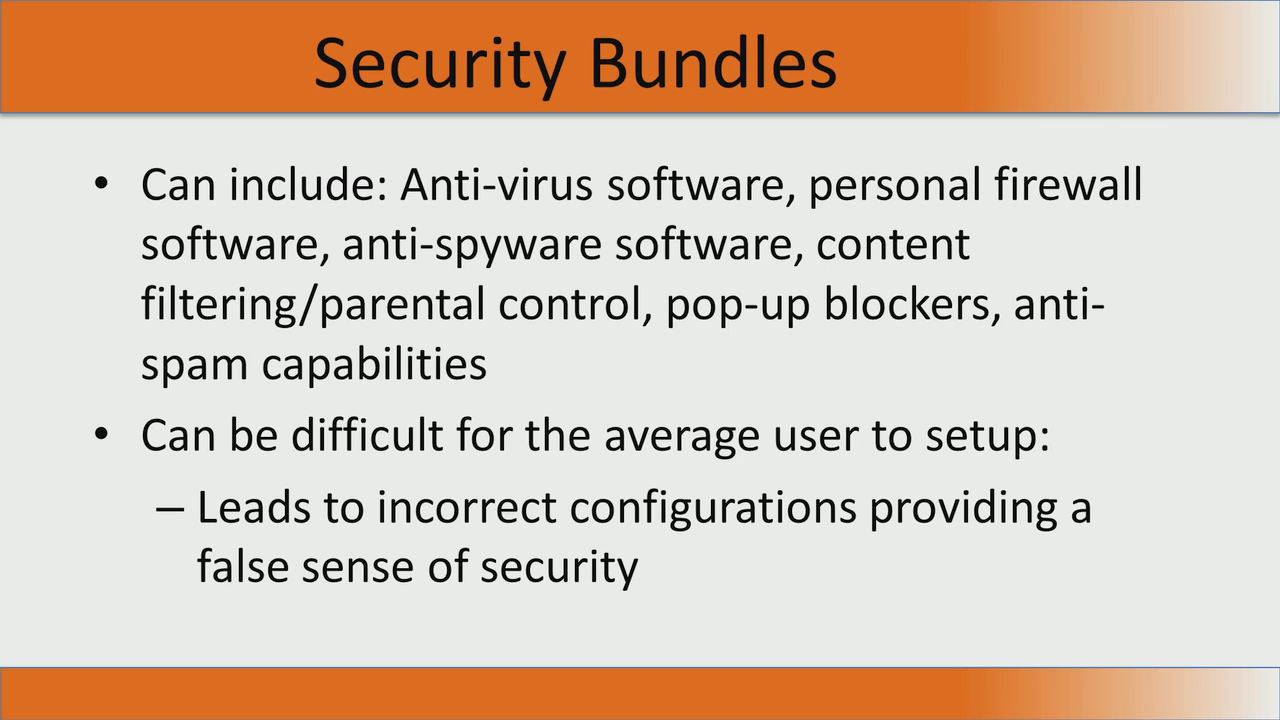 Security Bundles
• Can include: Anti-virus software, personal firewall
software, anti-spyware software, content
filtering/parental control, pop-up blockers, anti-
spam capabilities
• Can be difficult for the average user to setup:
– Leads to incorrect configurations providing a
false sense of security